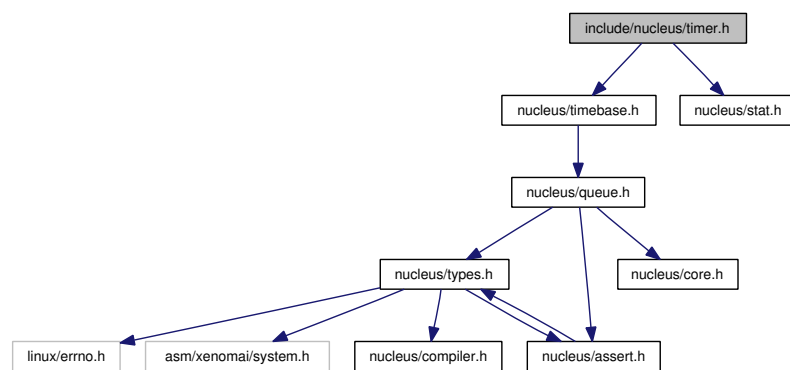 include/nucleus/timer.h
nucleus/timebase.h
nucleus/stat.h
nucleus/queue.h
nucleus/types.h
nucleus/core.h
linux/errno.h
asm/xenomai/system.h
nucleus/compiler.h
nucleus/assert.h